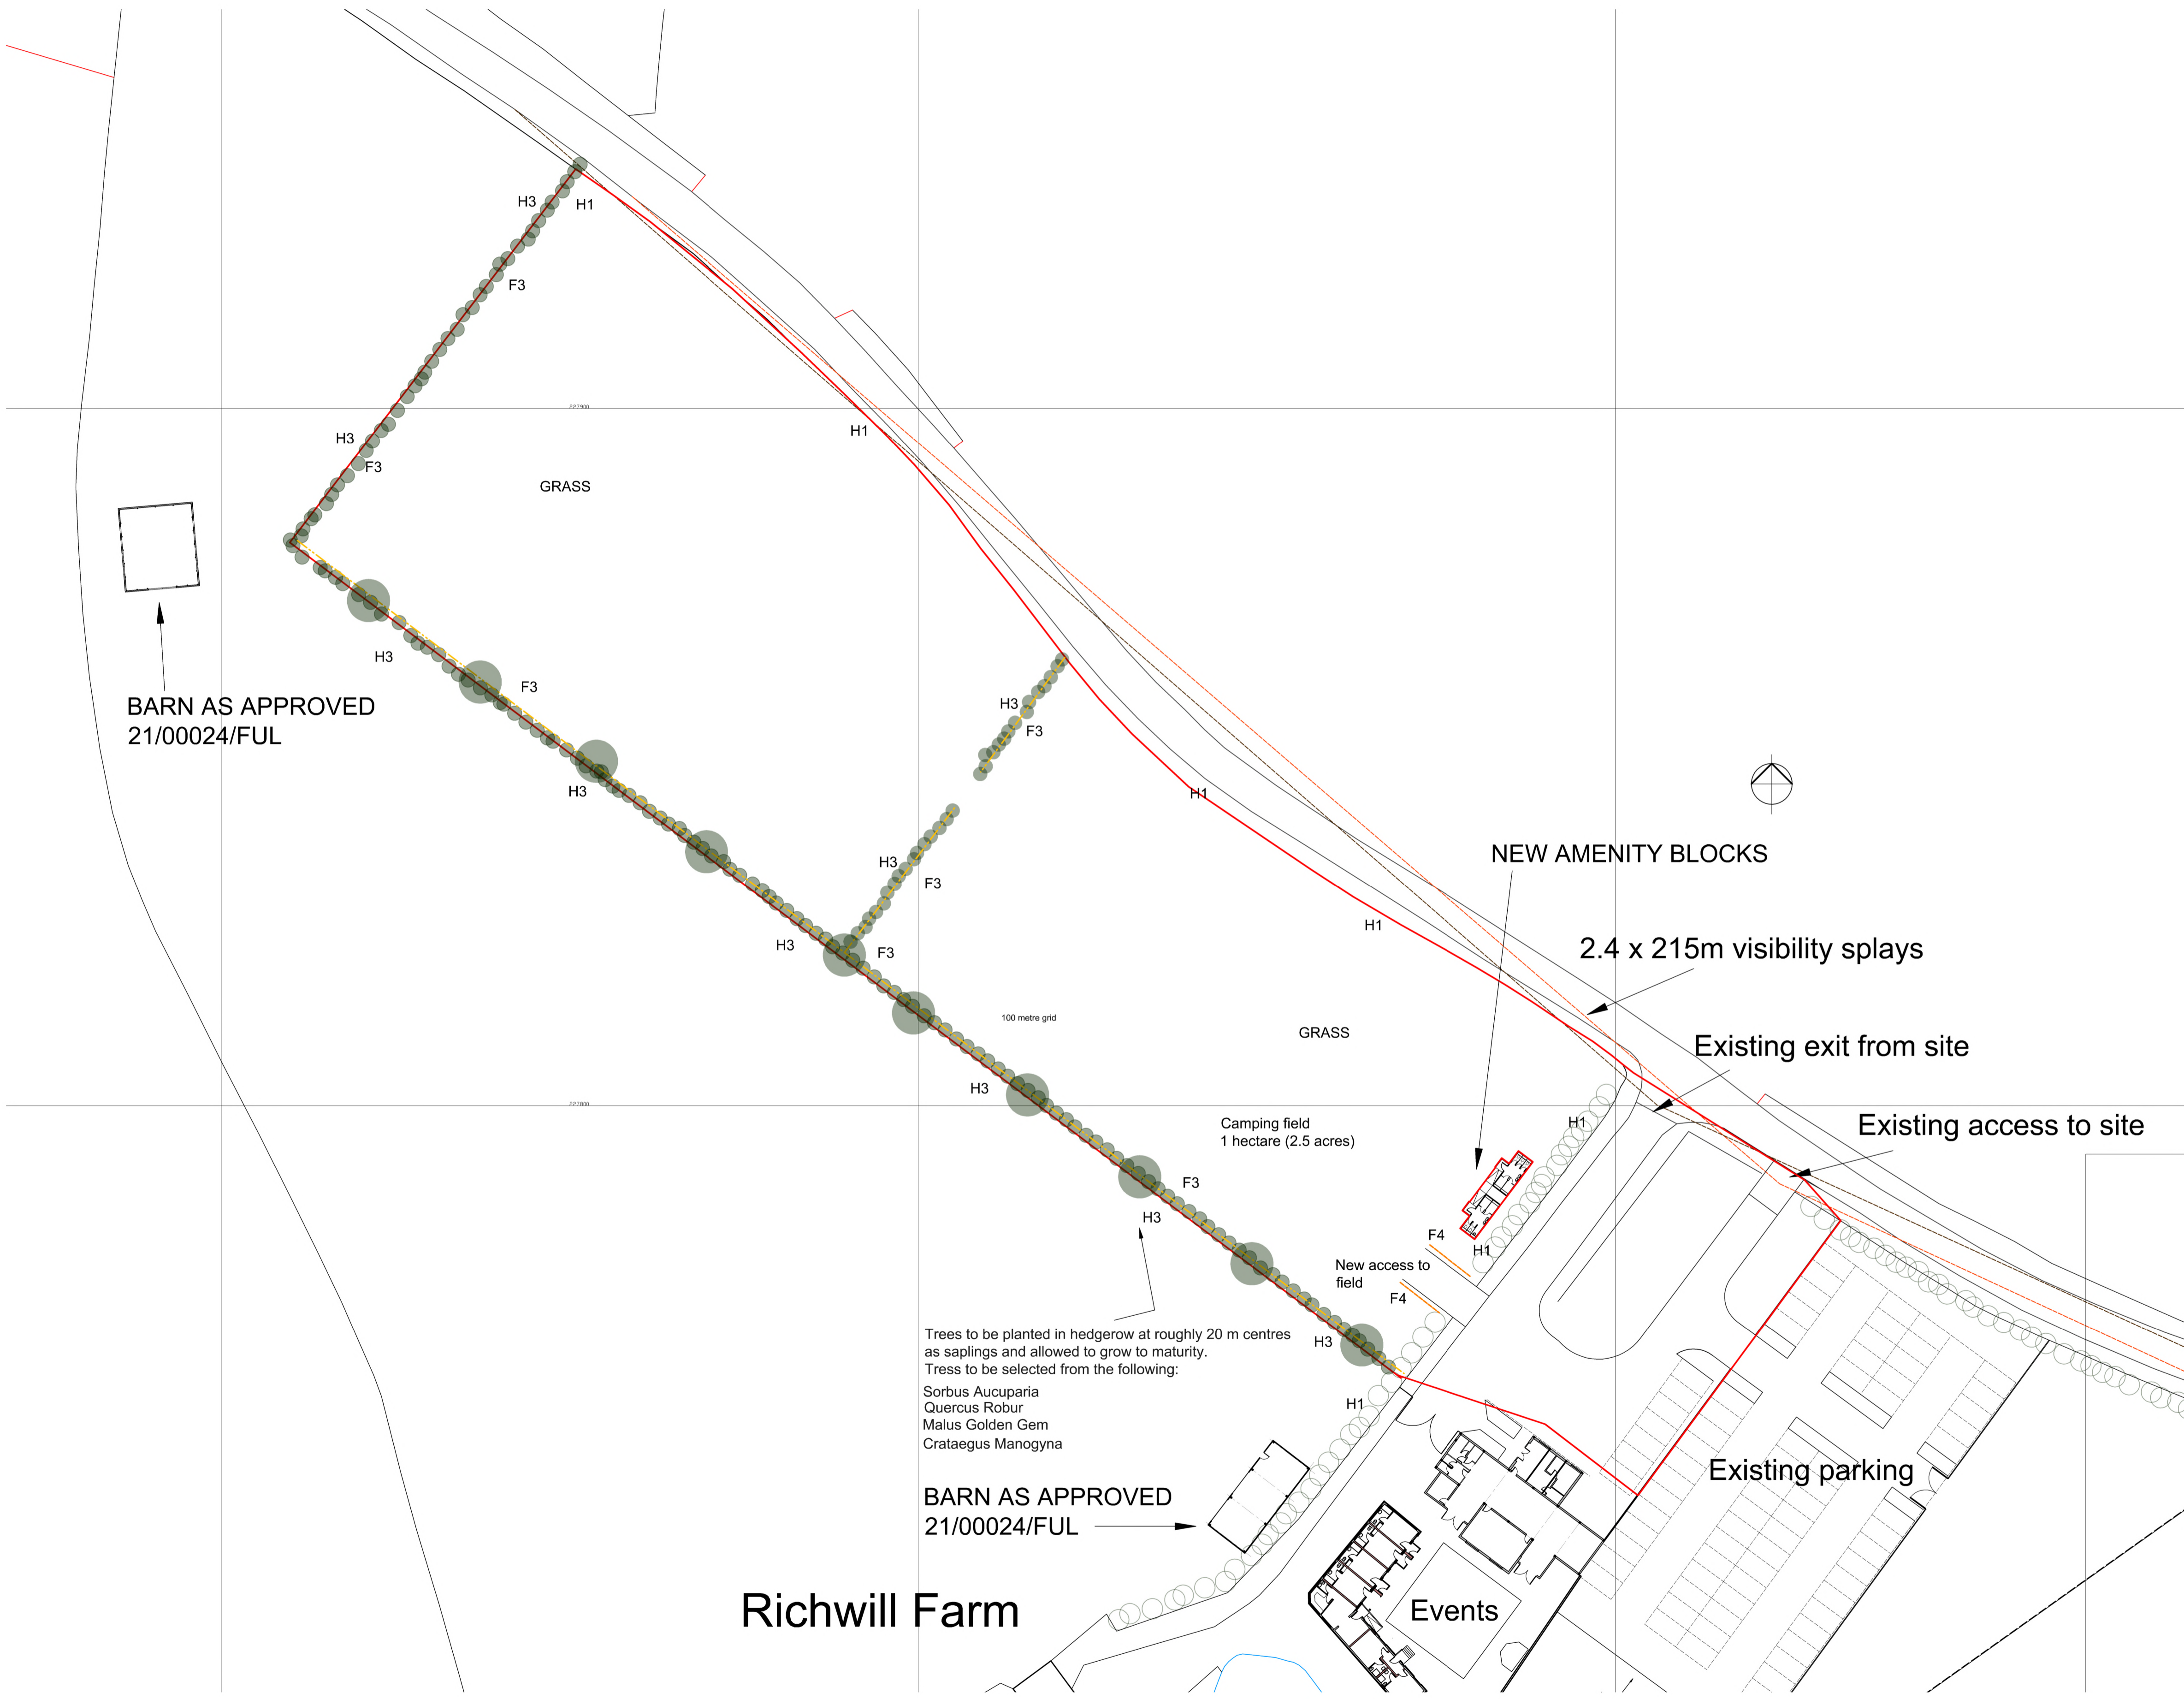 H3
H1
F3
227900
H1
H3
F3
GRASS
H3
F3
BARN AS APPROVED
21/00024/FUL
H3
F3
H3
H1
NEW AMENITY BLOCKS
H3
F3
H1
H3
F3
2.4 x 215m visibility splays
100 metre grid
GRASS
Existing exit from site
H3
227800
Camping field
1 hectare (2.5 acres)
H1
Existing access to site
F3
H3
F4
H1
New access to
field
F4
Trees to be planted in hedgerow at roughly 20 m centres
as saplings and allowed to grow to maturity.
Tress to be selected from the following:
Sorbus Aucuparia
Quercus Robur
Malus Golden Gem
Crataegus Manogyna
H3
H1
Existing parking
BARN AS APPROVED
21/00024/FUL
Richwill Farm
Events